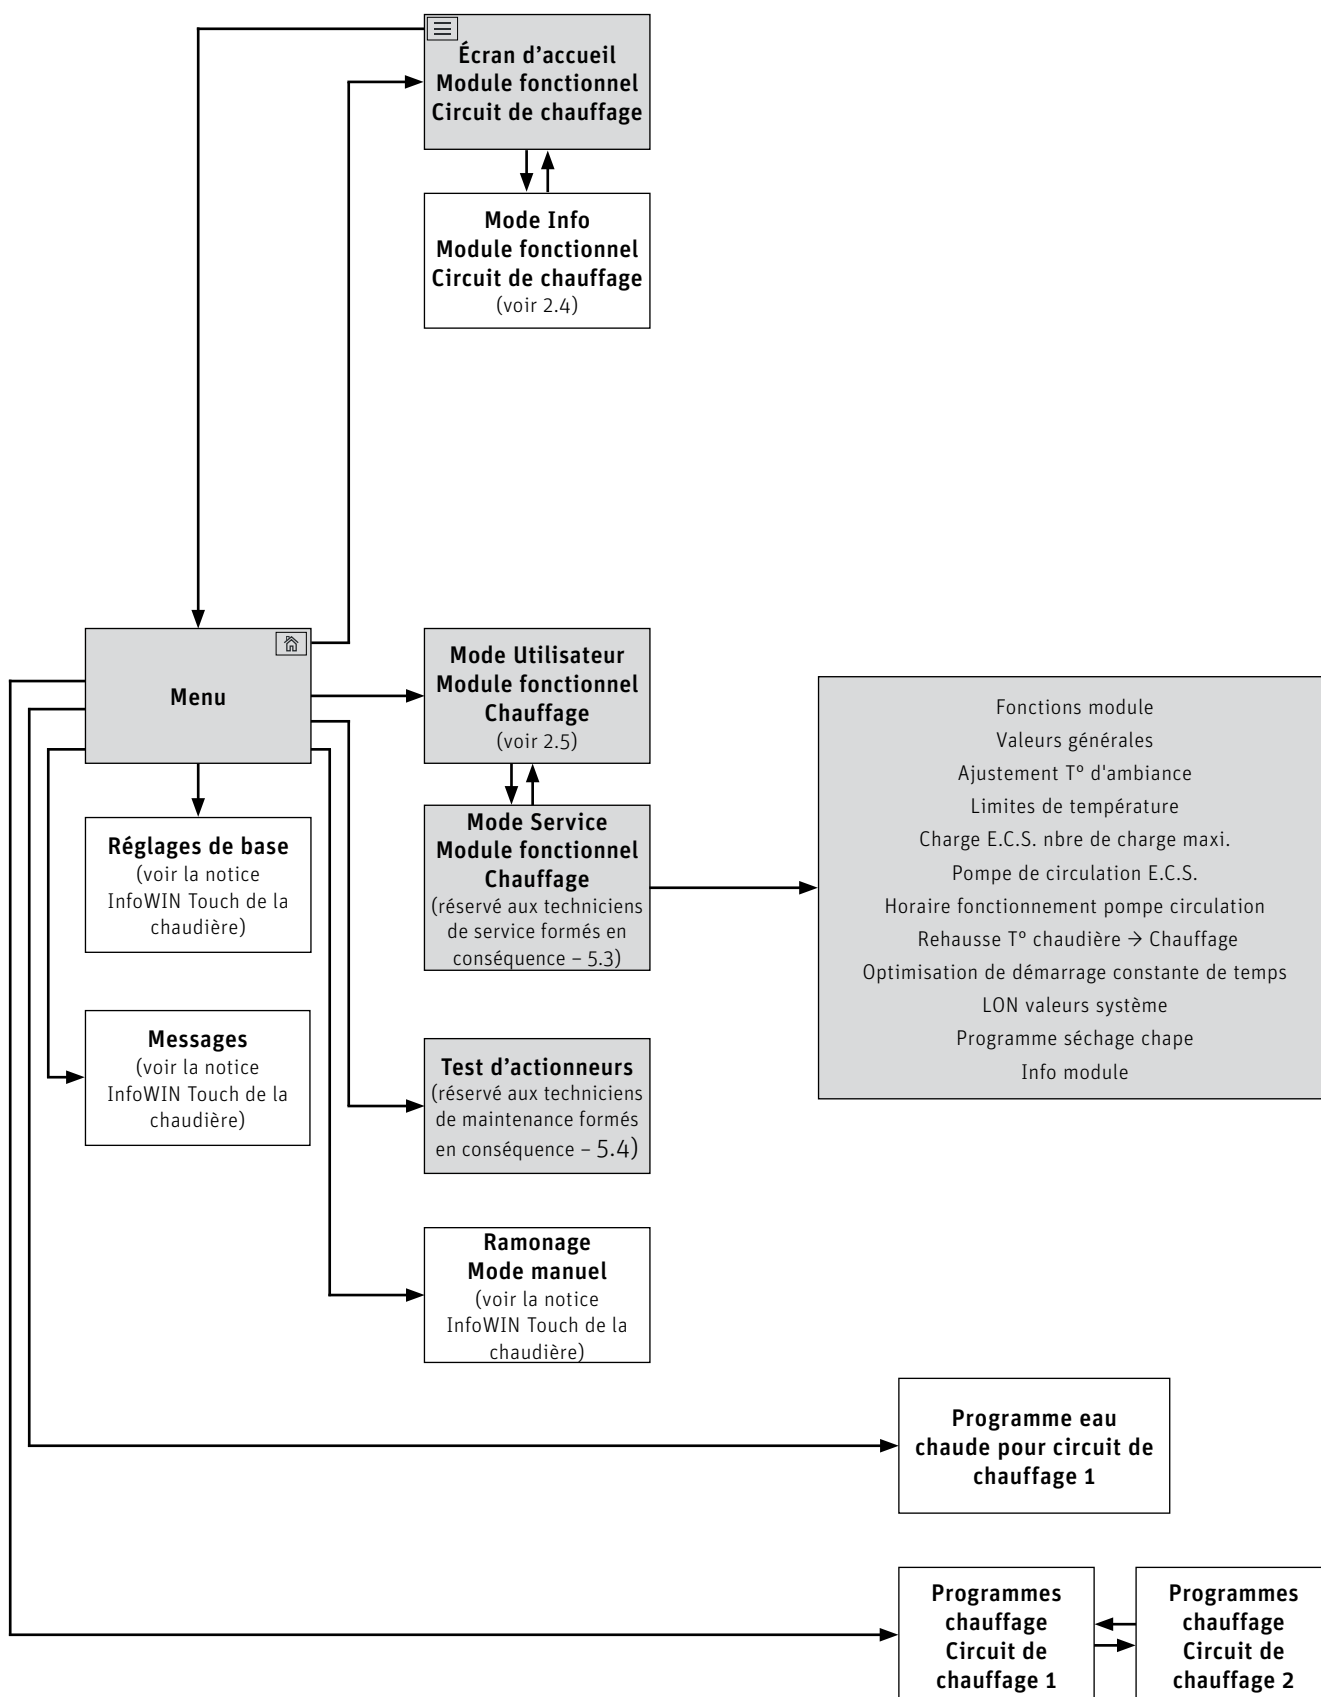 Écran d’accueil
Module fonctionnel
Circuit de chauffage
Mode Info
Module fonctionnel
Circuit de chauffage
(voir 2.4)
Menu
Mode Utilisateur
Module fonctionnel
Chauffage
(voir 2.5)
Réglages de base
(voir la notice
InfoWIN Touch de la
chaudière)
Mode Service
Module fonctionnel
Chauffage
(réservé aux techniciens
de service formés en
conséquence – 5.3)
Fonctions module
Valeurs générales
Ajustement T° d'ambiance
Limites de température
Charge E.C.S. nbre de charge maxi.
Pompe de circulation E.C.S.
Horaire fonctionnement pompe circulation
Rehausse T° chaudière → Chauffage
Optimisation de démarrage constante de temps
LON valeurs système
Programme séchage chape
Info module
Messages
(voir la notice
InfoWIN Touch de la
chaudière)
Test d’actionneurs
(réservé aux techniciens
de maintenance formés
en conséquence – 5.4)
Ramonage
Mode manuel
(voir la notice
InfoWIN Touch de la
chaudière)
Programme eau
chaude pour circuit de
chauffage 1
Programmes
chauffage
Circuit de
chauffage 1
Programmes
chauffage
Circuit de
chauffage 2